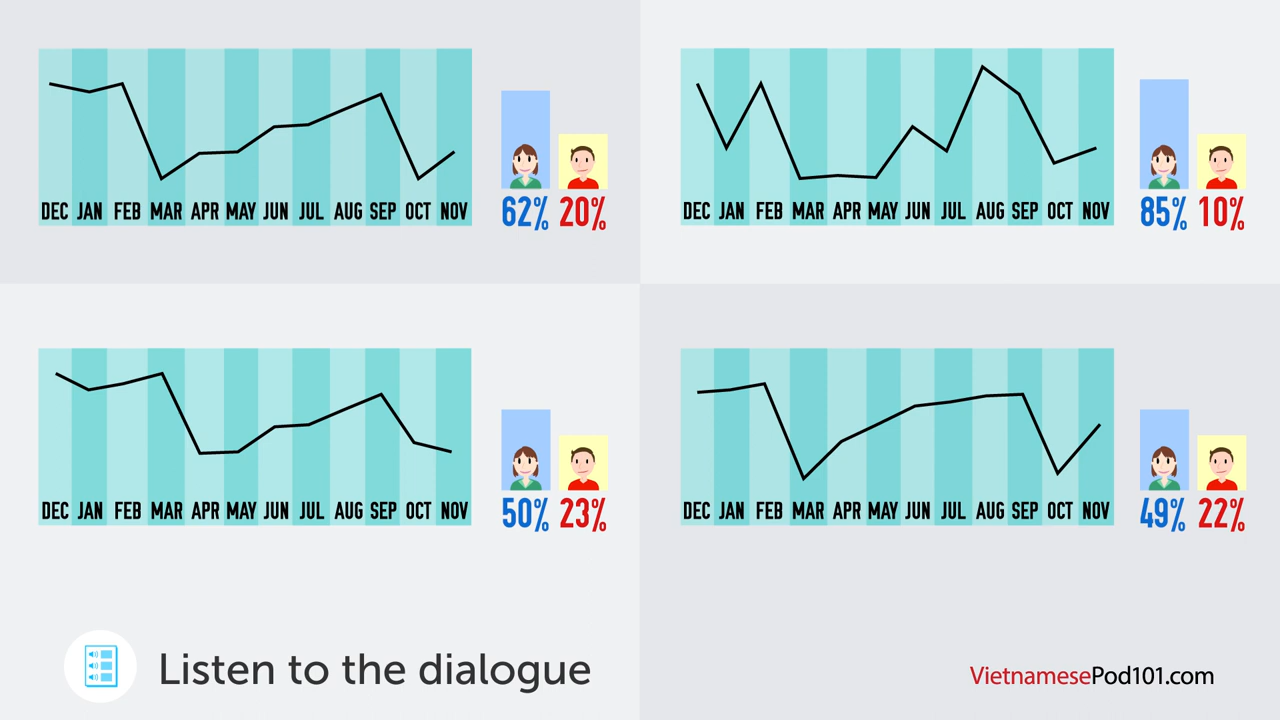 DEC JAN FEB MAR APR MAY JUN JUL AUG SEP OCT NOV
62% 20%
DEC JAN FEB MAR APR MAY JUN JUL AUG SEP OCT NOV
85% 10%
DEC JAN FEB MAR APR MAY JUN JUL AUG SEP OCT NOV
50% 23%
DEC JAN FEB MAR APR MAY JUN JUL AUG SEP OCT NOV
49% 22%
Listen to the dialogue
VietnamesePod101.com